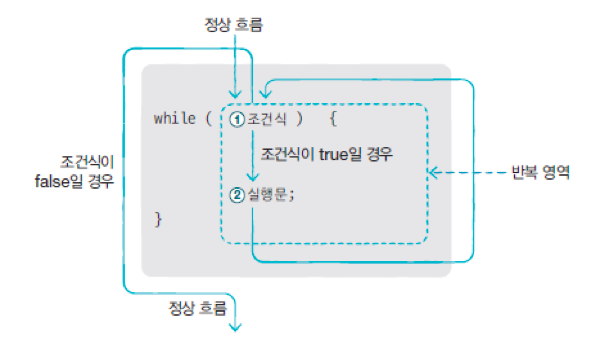 정상 흐름
while ( ① 조건식 ) {
조건식이 true일 경우
조건식이
false일 경우
반복 영역
② 실행문;
}
정상 흐름